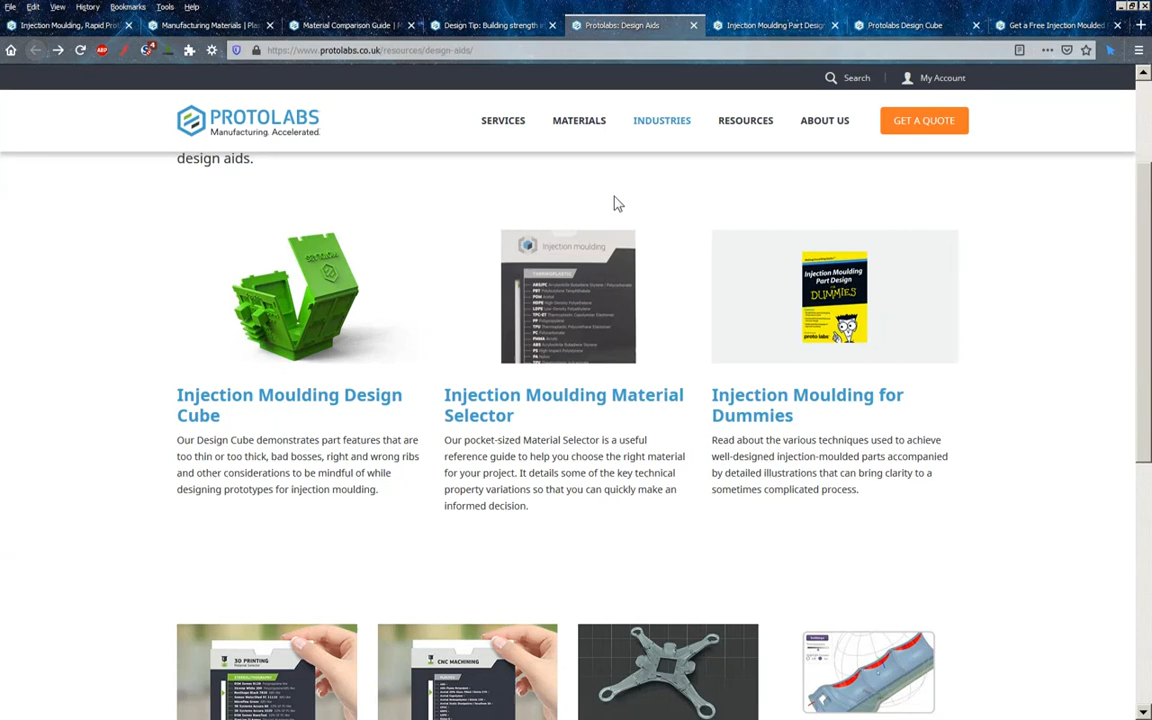 File Edit View History Bookmarks Tools Help
Injection Moulding, Rapid Pro
Manufacturing Materials | Plas
Material Comparison Guide |
Design Tip: Building strength i
Protolabs: Design Aids
Injection Moulding Part Design
Protolabs Design Cube
Get a Free Injection Moulded
https://www.protolabs.co.uk/resources/design-aids/
Search My Account
PROTOLABS
Manufacturing. Accelerated.
SERVICES MATERIALS INDUSTRIES RESOURCES ABOUT US GET A QUOTE
design aids.
injection moulding
THERMOPLASTIC
Injection Moulding
Part Design
FOR
DUMMIES
proto labs
Injection Moulding Design
Cube
Our Design Cube demonstrates part features that are
too thin or too thick, bad bosses, right and wrong ribs
and other considerations to be mindful of while
designing prototypes for injection moulding.
Injection Moulding Material
Selector
Our pocket-sized Material Selector is a useful
reference guide to help you choose the right material
for your project. It details some of the key technical
property variations so that you can quickly make an
informed decision.
Injection Moulding for
Dummies
Read about the various techniques used to achieve
well-designed injection-moulded parts accompanied
by detailed illustrations that can bring clarity to a
sometimes complicated process.
3D PRINTING
CNC MACHINING